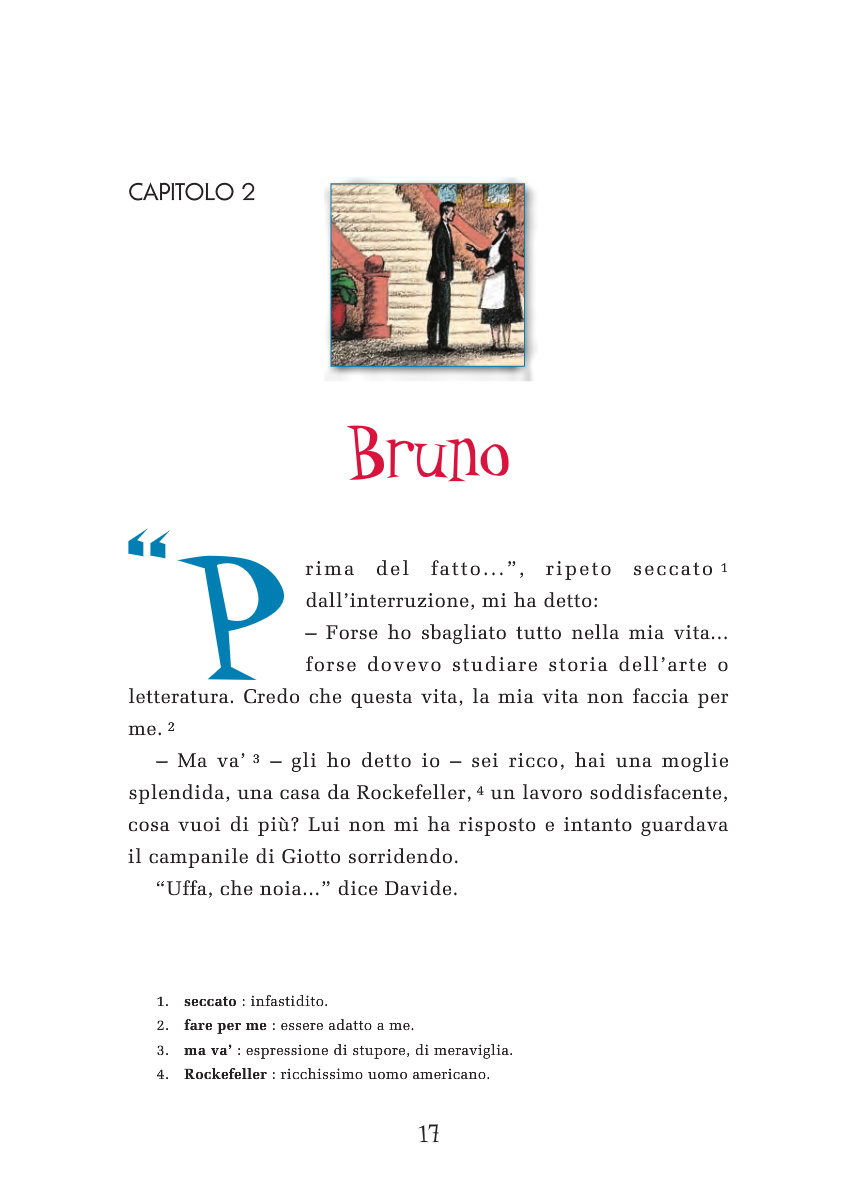 CAPITOLO 2
Bruno
“Prima del fatto...”, ripeto seccato 1
dall’interruzione, mi ha detto:
– Forse ho sbagliato tutto nella mia vita...
forse dovevo studiare storia dell’arte o
letteratura. Credo che questa vita, la mia vita non faccia per
me. 2
– Ma va’ 3 – gli ho detto io – sei ricco, hai una moglie
splendida, una casa da Rockefeller, 4 un lavoro soddisfacente,
cosa vuoi di più? Lui non mi ha risposto e intanto guardava
il campanile di Giotto sorridendo.
“Uffa, che noia...” dice Davide.
1. seccato : infastidito.
2. fare per me : essere adatto a me.
3. ma va’ : espressione di stupore, di meraviglia.
4. Rockefeller : ricchissimo uomo americano.
17